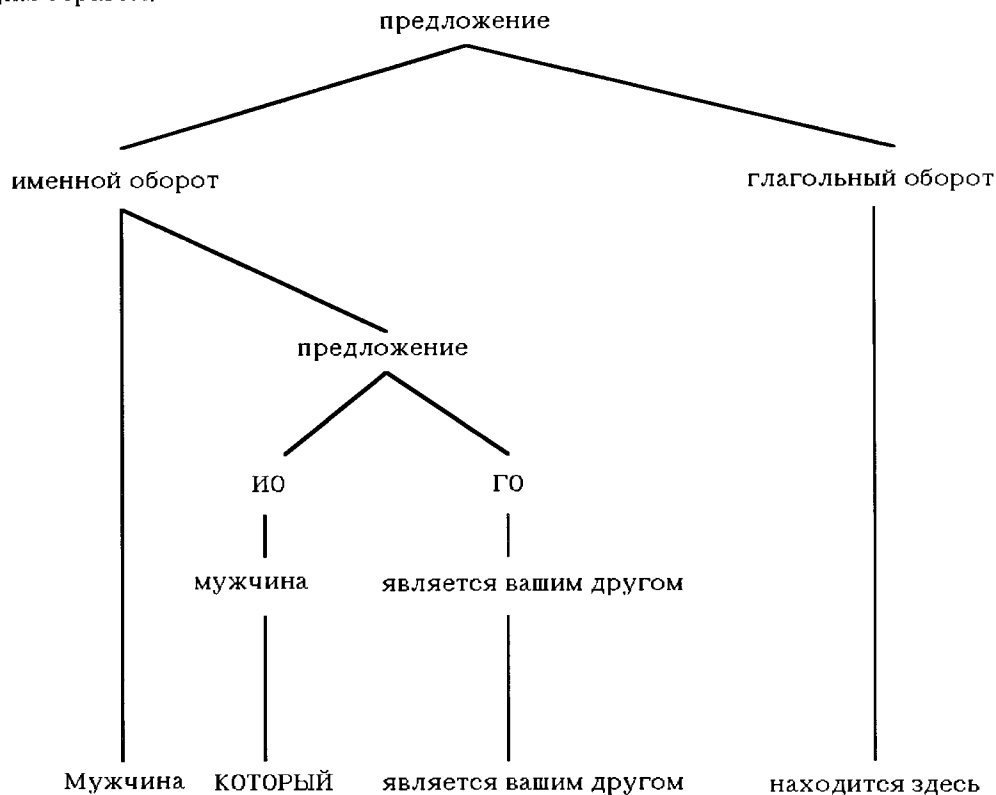 предложение
именной оборот глагольный оборот
предложение
ИО ГО
мужчина является вашим другом
Мужчина КОТОРЫЙ является вашим другом находится здесь